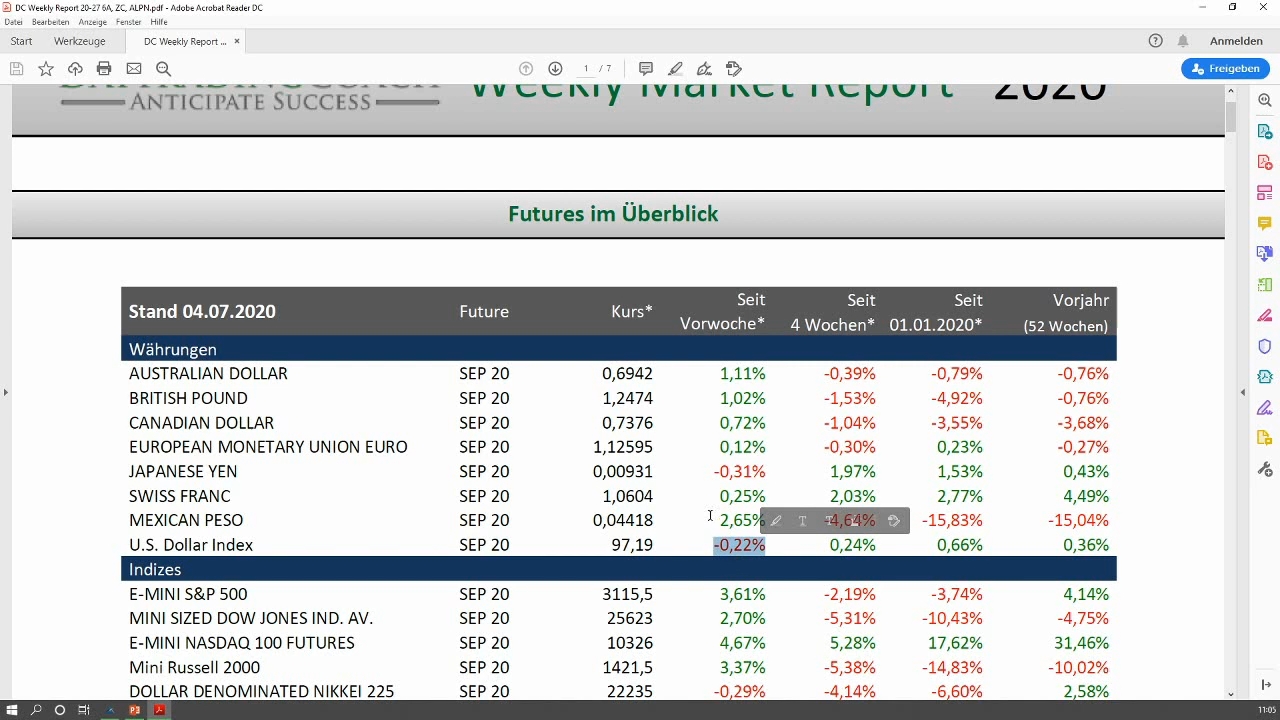 DC Weekly Report 20-27 6A, ZC, ALPN.pdf - Adobe Acrobat Reader DC
Datei Bearbeiten Anzeige Fenster Hilfe
Start Werkzeuge DC Weekly Report ... × Anmelden
1 / 7 Freigeben
DAYTRADINGCOACH Weekly Market Report 2020
ANTICIPATE SUCCESS
Futures im Überblick
Stand 04.07.2020 Future Kurs* Seit Vorwoche* Seit 4 Wochen* Seit 01.01.2020* Vorjahr (52 Wochen)
Währungen
AUSTRALIAN DOLLAR SEP 20 0,6942 1,11% -0,39% -0,79% -0,76%
BRITISH POUND SEP 20 1,2474 1,02% -1,53% -4,92% -0,76%
CANADIAN DOLLAR SEP 20 0,7376 0,72% -1,04% -3,55% -3,68%
EUROPEAN MONETARY UNION EURO SEP 20 1,12595 0,12% -0,30% 0,23% -0,27%
JAPANESE YEN SEP 20 0,00931 -0,31% 1,97% 1,53% 0,43%
SWISS FRANC SEP 20 1,0604 0,25% 2,03% 2,77% 4,49%
MEXICAN PESO SEP 20 0,04418 2,65% -4,64% -15,83% -15,04%
U.S. Dollar Index SEP 20 97,19 -0,22% 0,24% 0,66% 0,36%
Indizes
E-MINI S&P 500 SEP 20 3115,5 3,61% -2,19% -3,74% 4,14%
MINI SIZED DOW JONES IND. AV. SEP 20 25623 2,70% -5,31% -10,43% -4,75%
E-MINI NASDAQ 100 FUTURES SEP 20 10326 4,67% 5,28% 17,62% 31,46%
Mini Russell 2000 SEP 20 1421,5 3,37% -5,38% -14,83% -10,02%
DOLLAR DENOMINATED NIKKEI 225 SEP 20 22235 -0,29% -4,14% -6,60% 2,58%
11:05